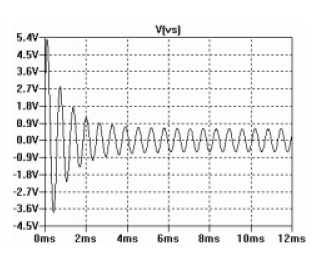 V[vs]
5.4V
4.5V
3.6V
2.7V
1.8V
0.9V
0.0V
-0.9V
-1.8V
-2.7V
-3.6V
-4.5V
0ms 2ms 4ms 6ms 8ms 10ms 12ms